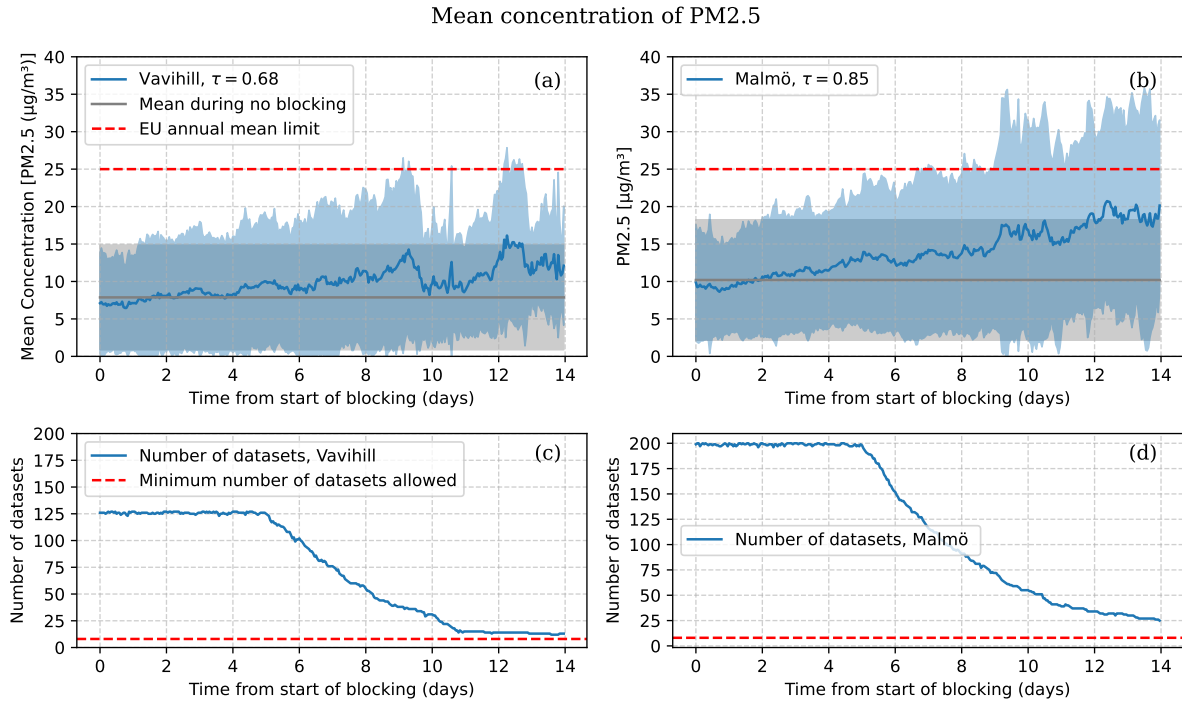 Mean concentration of PM2.5
Mean Concentration [PM2.5 (µg/m³)]
40
35
30
25
20
15
10
5
0
Vavihill, τ = 0.68
Mean during no blocking
EU annual mean limit
(a)
0 2 4 6 8 10 12 14
Time from start of blocking (days)
PM2.5 [µg/m³]
40
35
30
25
20
15
10
5
0
Malmö, τ = 0.85
(b)
0 2 4 6 8 10 12 14
Time from start of blocking (days)
Number of datasets
200
175
150
125
100
75
50
25
0
Number of datasets, Vavihill
Minimum number of datasets allowed
(c)
0 2 4 6 8 10 12 14
Time from start of blocking (days)
Number of datasets
200
175
150
125
100
75
50
25
0
(d)
Number of datasets, Malmö
0 2 4 6 8 10 12 14
Time from start of blocking (days)